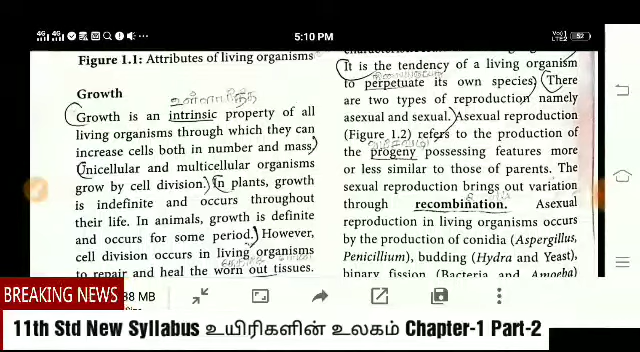 5:10 PM
52
Figure 1.1: Attributes of living organisms
Growth
உள்ளார்ந்த
Growth is an intrinsic property of all
living organisms through which they can
increase cells both in number and mass.
Unicellular and multicellular organisms
grow by cell division. In plants, growth
is indefinite and occurs throughout
their life. In animals, growth is definite
and occurs for some period. However,
cell division occurs in living organisms
to repair and heal the worn out tissues.
It is the tendency of a living organism
to perpetuate its own species. There
are two types of reproduction namely
asexual and sexual. Asexual reproduction
(Figure 1.2) refers to the production of
the progeny possessing features more
or less similar to those of parents. The
sexual reproduction brings out variation
through recombination. Asexual
reproduction in living organisms occurs
by the production of conidia (Aspergillus,
Penicillium), budding (Hydra and Yeast),
binary fission (Bacteria and Amoeba)
BREAKING NEWS
38 MB
11th Std New Syllabus உயிரிகளின் உலகம் Chapter-1 Part-2